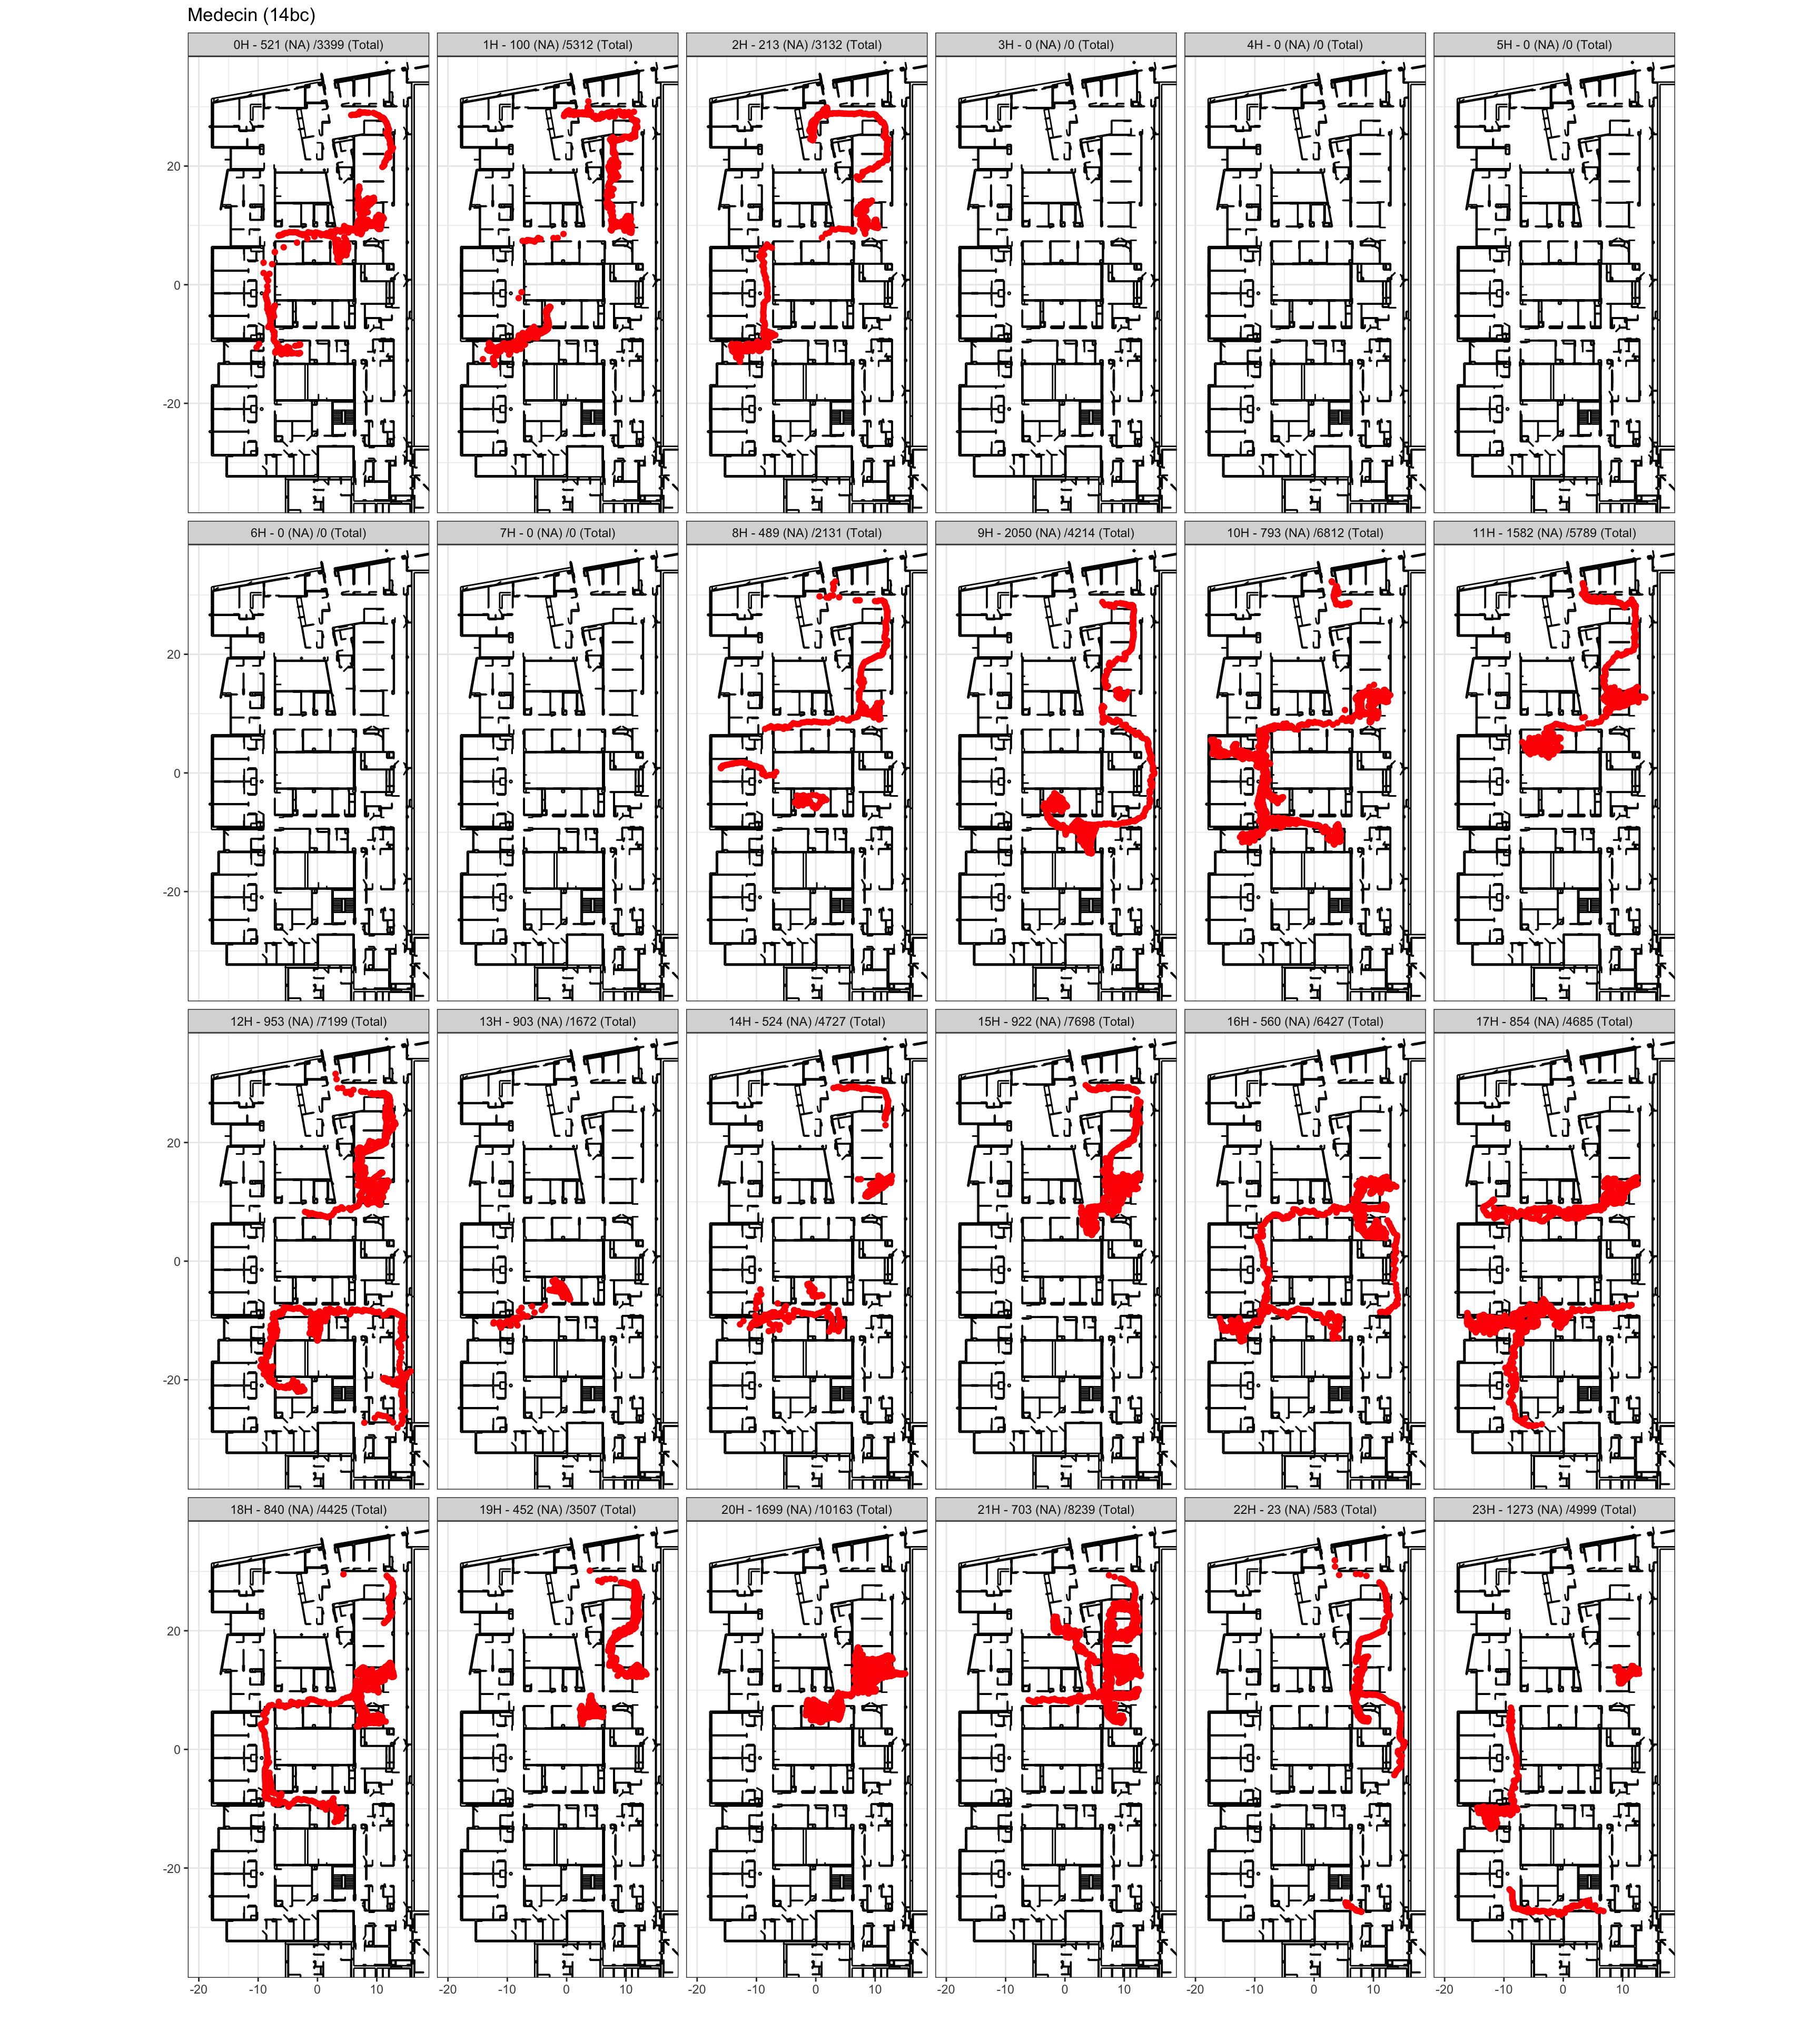 Medecin (14bc)
0H - 521 (NA) /3399 (Total) 1H - 100 (NA) /5312 (Total) 2H - 213 (NA) /3132 (Total) 3H - 0 (NA) /0 (Total) 4H - 0 (NA) /0 (Total) 5H - 0 (NA) /0 (Total)
20
0
-20
6H - 0 (NA) /0 (Total) 7H - 0 (NA) /0 (Total) 8H - 489 (NA) /2131 (Total) 9H - 2050 (NA) /4214 (Total) 10H - 793 (NA) /6812 (Total) 11H - 1582 (NA) /5789 (Total)
20
0
-20
12H - 953 (NA) /7199 (Total) 13H - 903 (NA) /1672 (Total) 14H - 524 (NA) /4727 (Total) 15H - 922 (NA) /7698 (Total) 16H - 560 (NA) /6427 (Total) 17H - 854 (NA) /4685 (Total)
20
0
-20
18H - 840 (NA) /4425 (Total) 19H - 452 (NA) /3507 (Total) 20H - 1699 (NA) /10163 (Total) 21H - 703 (NA) /8239 (Total) 22H - 23 (NA) /583 (Total) 23H - 1273 (NA) /4999 (Total)
20
0
-20
-20 -10 0 10 -20 -10 0 10 -20 -10 0 10 -20 -10 0 10 -20 -10 0 10 -20 -10 0 10